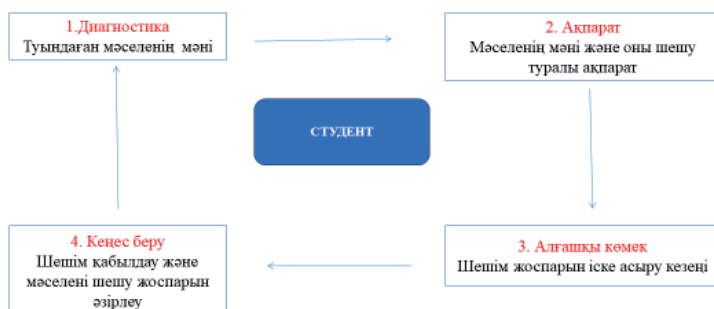 1.Диагностика
Туындаған мәселенің мәні
2. Ақпарат
Мәселенің мәні және оны шешу
туралы ақпарат
СТУДЕНТ
4. Кеңес беру
Шешім қабылдау және
мәселені шешу жоспарын
әзірлеу
3. Алғашқы көмек
Шешім жоспарын іске асыру кезеңі